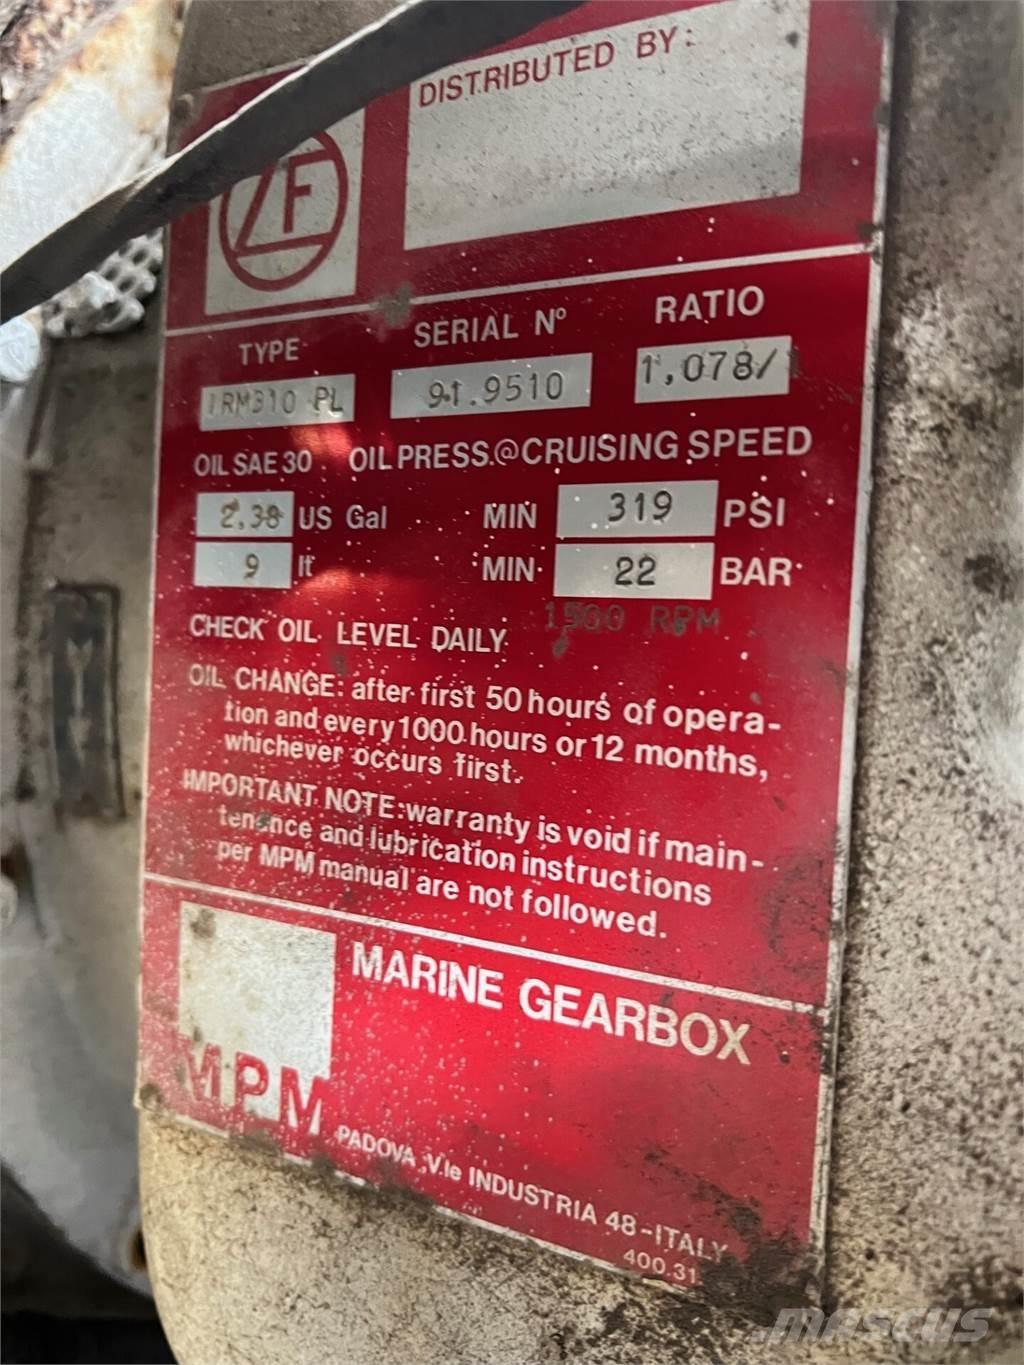 DISTRIBUTED BY:
ZF
TYPE SERIAL Nº RATIO
IRM310 PL 91.9510 1,078/1
OIL SAE 30 OIL PRESS.@CRUISING SPEED
2.38 US Gal MIN 319 PSI
9 lt MIN 22 BAR
1500 RPM
CHECK OIL LEVEL DAILY
OIL CHANGE: after first 50 hours of opera-
tion and every 1000 hours or 12 months,
whichever occurs first.
IMPORTANT NOTE: warranty is void if main-
tenance and lubrication instructions
per MPM manual are not followed.
MARINE GEARBOX
MPM
PADOVA V.le INDUSTRIA 48-ITALY
400.31
MASCUS